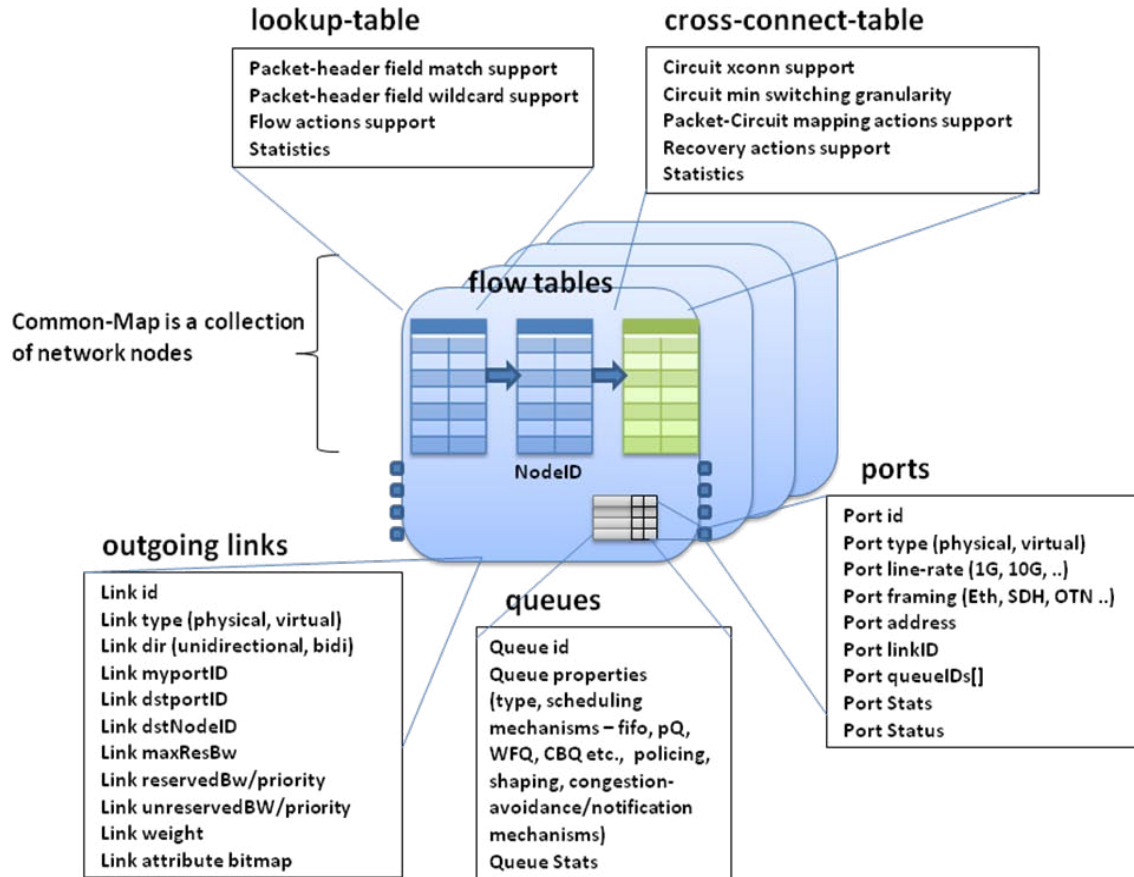 lookup-table
Packet-header field match support
Packet-header field wildcard support
Flow actions support
Statistics
cross-connect-table
Circuit xconn support
Circuit min switching granularity
Packet-Circuit mapping actions support
Recovery actions support
Statistics
flow tables
Common-Map is a collection
of network nodes
NodeID
outgoing links
Link id
Link type (physical, virtual)
Link dir (unidirectional, bidi)
Link myportID
Link dstportID
Link dstNodeID
Link maxResBw
Link reservedBw/priority
Link unreservedBW/priority
Link weight
Link attribute bitmap
queues
Queue id
Queue properties
(type, scheduling
mechanisms – fifo, pQ,
WFQ, CBQ etc., policing,
shaping, congestion-
avoidance/notification
mechanisms)
Queue Stats
ports
Port id
Port type (physical, virtual)
Port line-rate (1G, 10G, ..)
Port framing (Eth, SDH, OTN ..)
Port address
Port linkID
Port queueIDs[]
Port Stats
Port Status